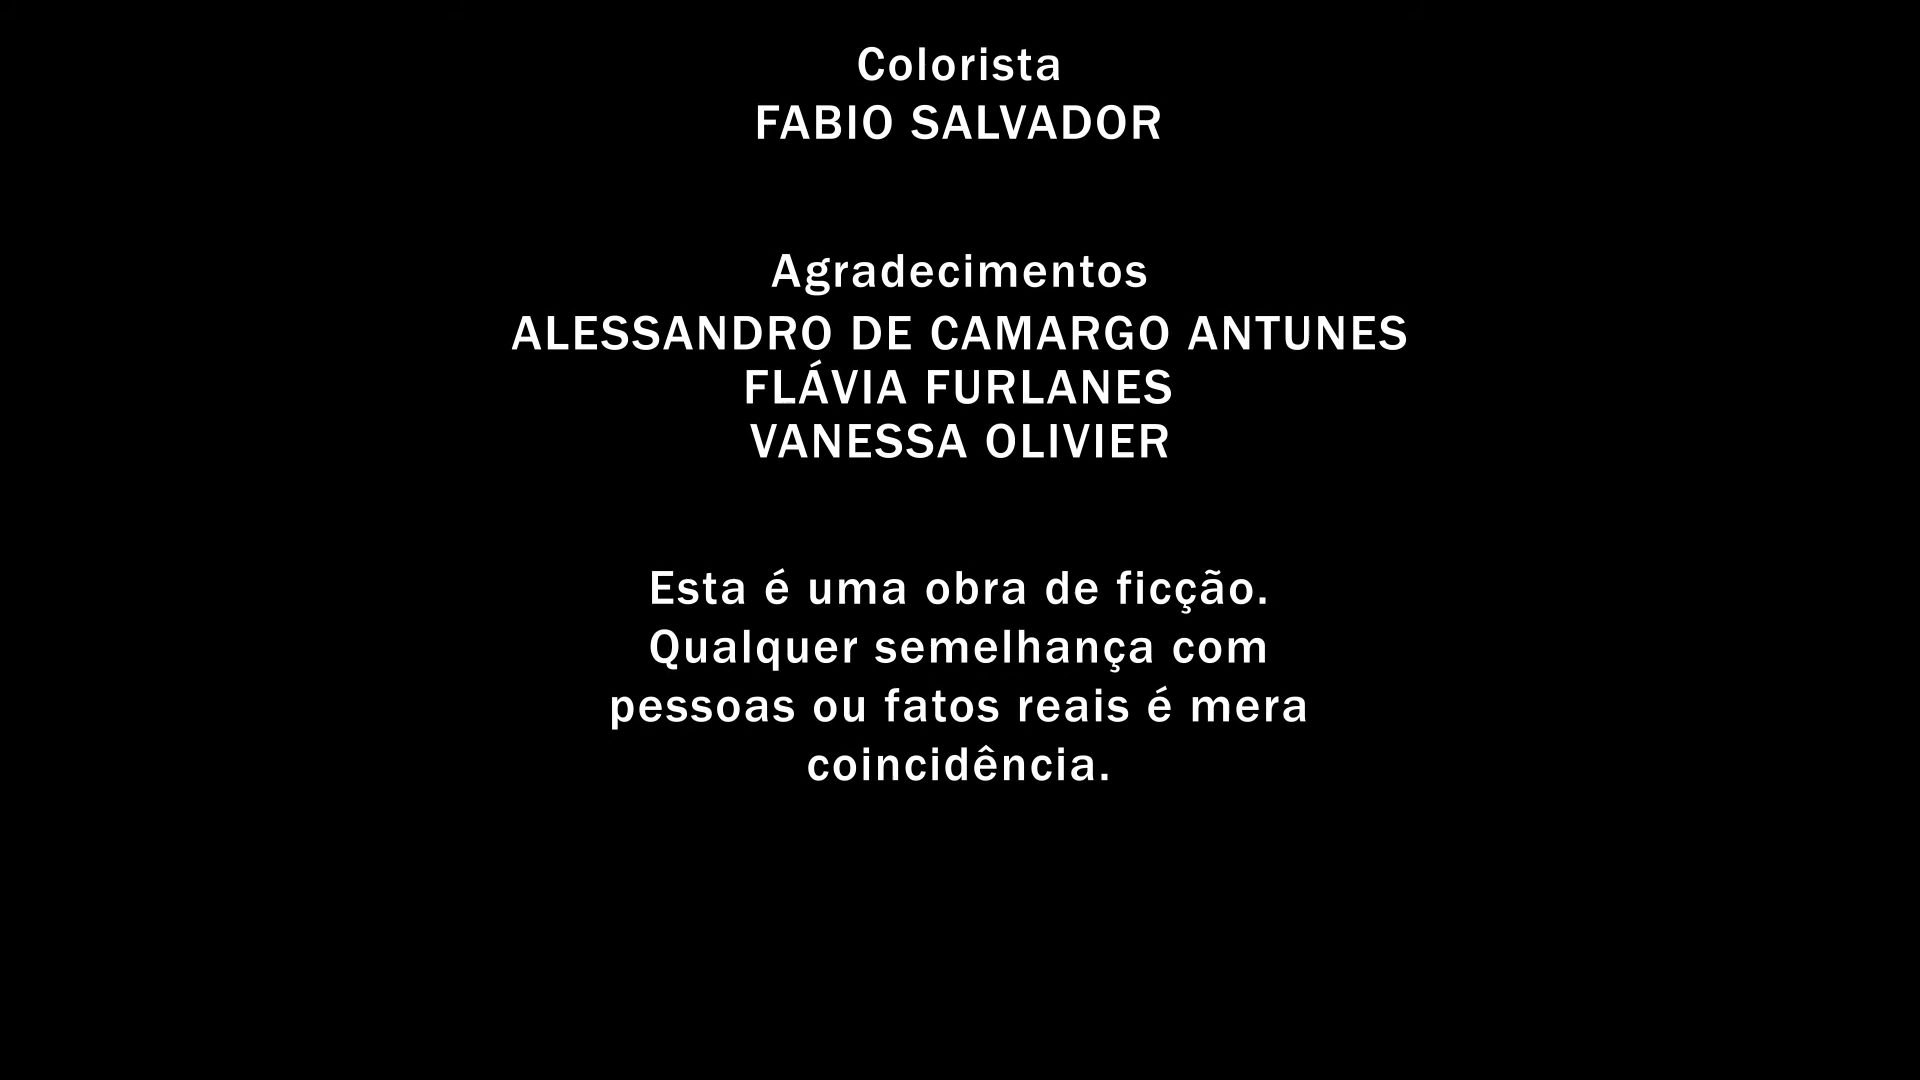 Colorista
FABIO SALVADOR
Agradecimentos
ALESSANDRO DE CAMARGO ANTUNES
FLÁVIA FURLANES
VANESSA OLIVIER
Esta é uma obra de ficção.
Qualquer semelhança com
pessoas ou fatos reais é mera
coincidência.